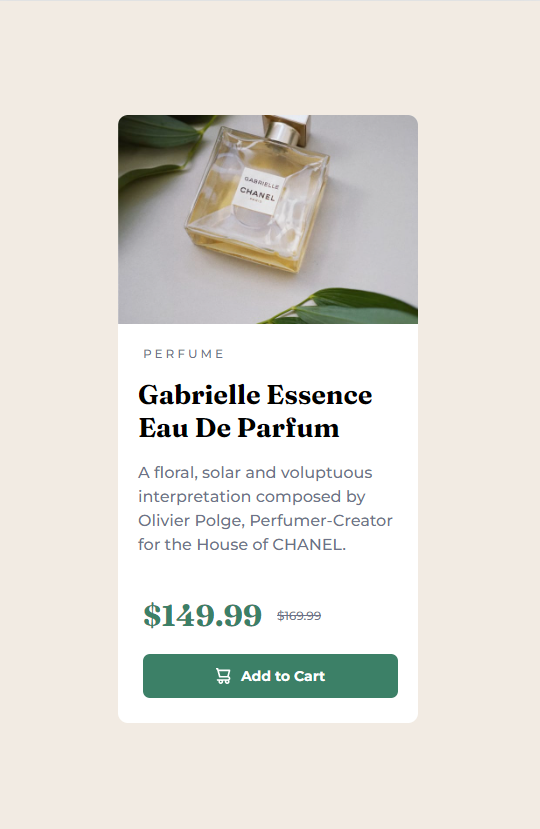 GABRIELLE
CHANEL
PARIS
PERFUME
Gabrielle Essence
Eau De Parfum
A floral, solar and voluptuous
interpretation composed by
Olivier Polge, Perfumer-Creator
for the House of CHANEL.
$149.99 $169.99
Add to Cart